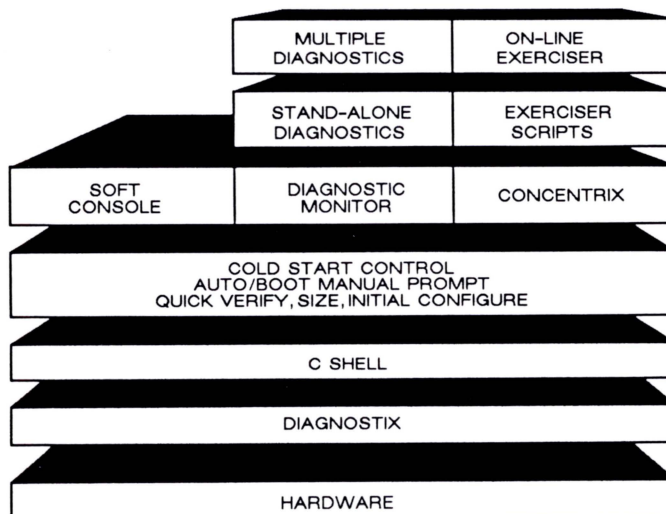 MULTIPLE
DIAGNOSTICS
ON-LINE
EXERCISER
STAND-ALONE
DIAGNOSTICS
EXERCISER
SCRIPTS
SOFT
CONSOLE
DIAGNOSTIC
MONITOR
CONCENTRIX
COLD START CONTROL
AUTO/BOOT MANUAL PROMPT
QUICK VERIFY, SIZE, INITIAL CONFIGURE
C SHELL
DIAGNOSTIX
HARDWARE